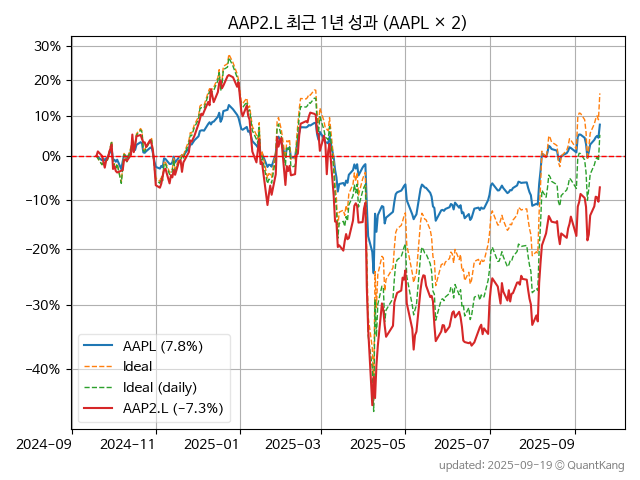 AAP2.L 최근 1년 성과 (AAPL × 2)
30%
20%
10%
0%
−10%
−20%
−30%
−40%
AAPL (7.8%)
Ideal
Ideal (daily)
AAP2.L (−7.3%)
2024-09 2024-11 2025-01 2025-03 2025-05 2025-07 2025-09
updated: 2025-09-19 © QuantKang